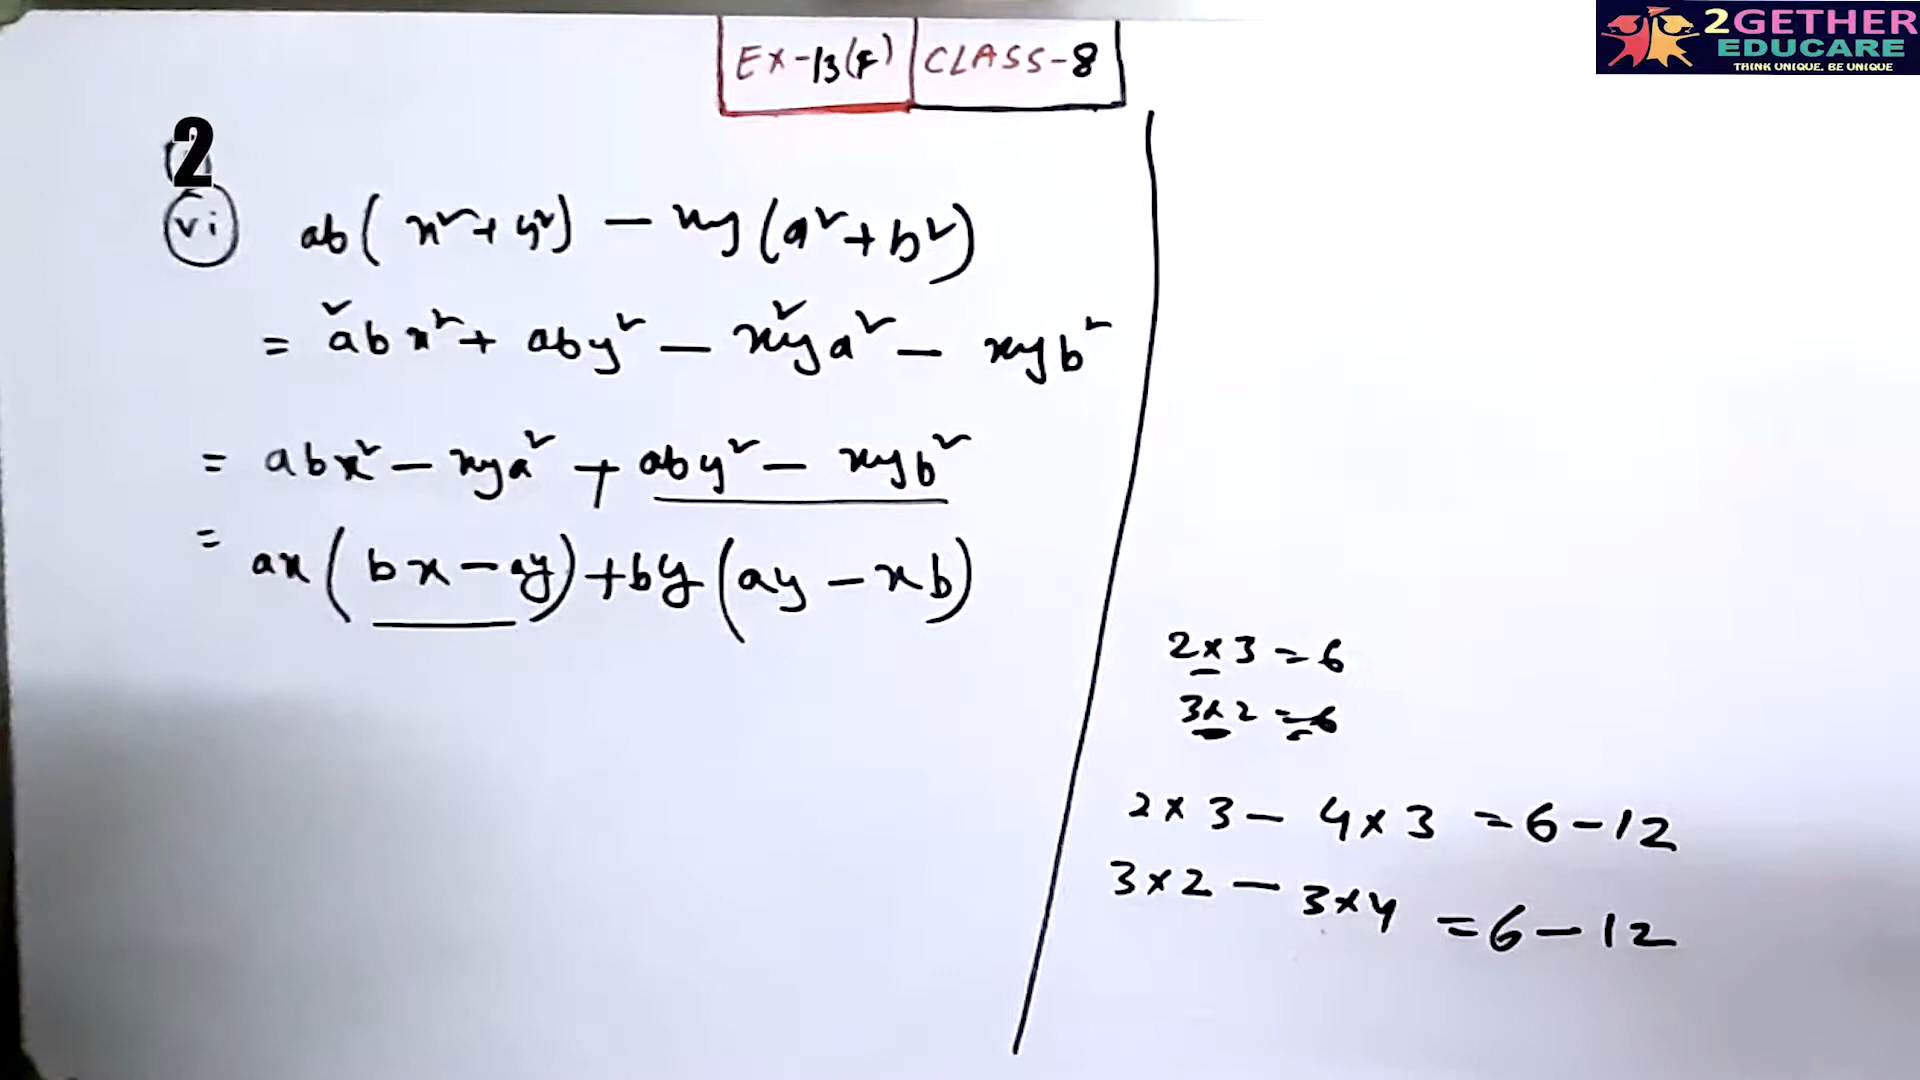 2GETHER
EDUCARE
THINK UNIQUE. BE UNIQUE
EX-13(F) CLASS-8
2
vi ab(x²+y²) - xy(a²+b²)
= abx² + aby² - xya² - xyb²
= abx² - xya² + aby² - xyb²
= ax(bx-ay)+by(ay-xb)
2×3=6
3×2=6
2×3-4×3=6-12
3×2-3×4=6-12